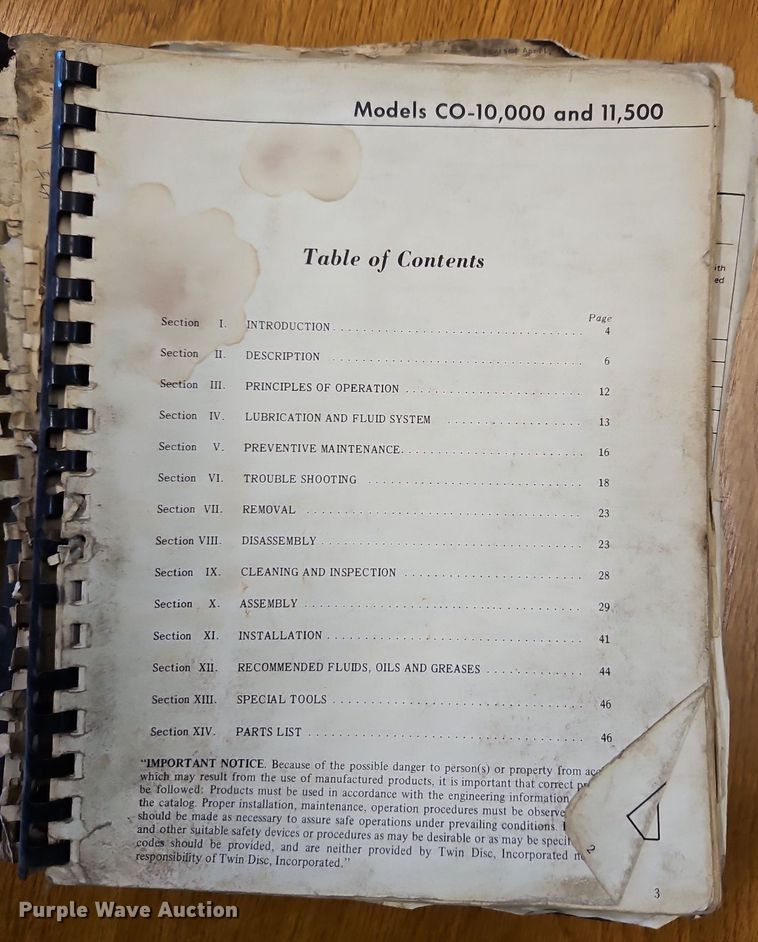 Models CO-10,000 and 11,500
Table of Contents
Page
Section I. INTRODUCTION 4
Section II. DESCRIPTION 6
Section III. PRINCIPLES OF OPERATION 12
Section IV. LUBRICATION AND FLUID SYSTEM 13
Section V. PREVENTIVE MAINTENANCE 16
Section VI. TROUBLE SHOOTING 18
Section VII. REMOVAL 23
Section VIII. DISASSEMBLY 23
Section IX. CLEANING AND INSPECTION 28
Section X. ASSEMBLY 29
Section XI. INSTALLATION 41
Section XII. RECOMMENDED FLUIDS, OILS AND GREASES 44
Section XIII. SPECIAL TOOLS 46
Section XIV. PARTS LIST 46
"IMPORTANT NOTICE. Because of the possible danger to person(s) or property from
which may result from the use of manufactured products, it is important that correct
be followed: Products must be used in accordance with the engineering information
the catalog. Proper installation, maintenance, operation procedures must be
should be made as necessary to assure safe operations under prevailing conditions.
and other suitable safety devices or procedures as may be desirable or as may be
codes should be provided, and are neither provided by Twin Disc, Incorporated
responsibility of Twin Disc, Incorporated."
3
Purple Wave Auction